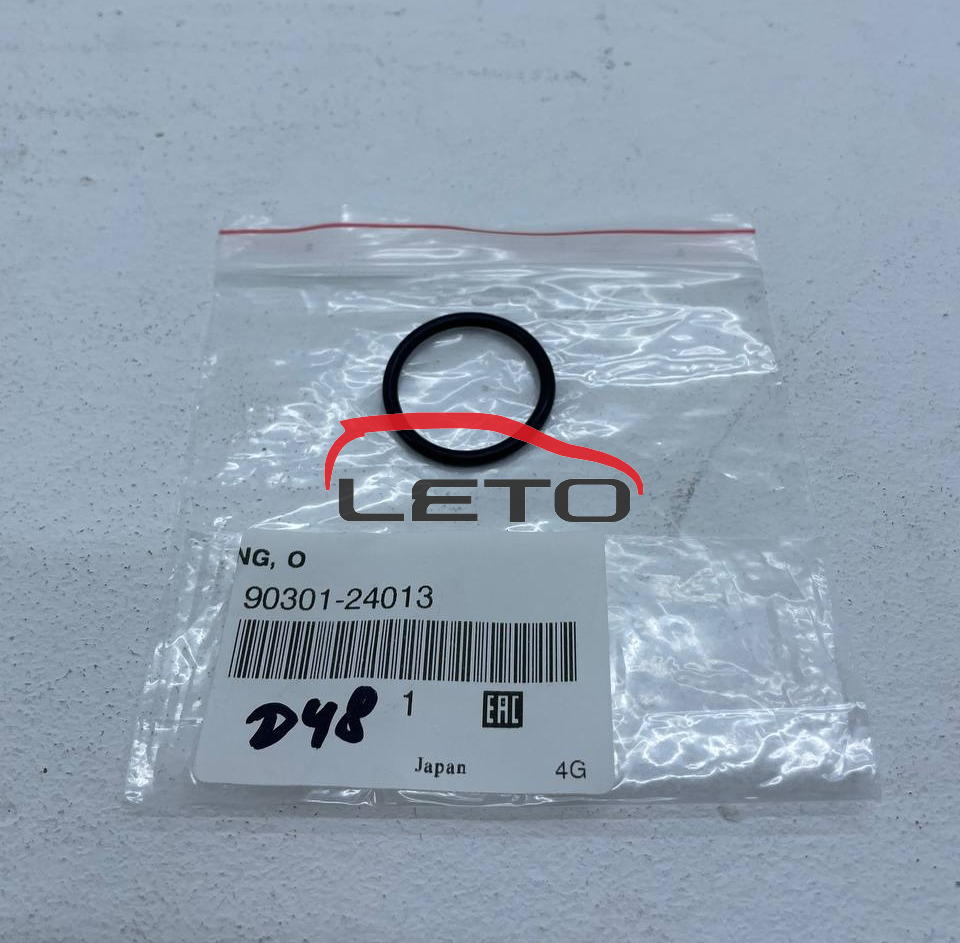 LETO
NG, O
90301-24013
D48
1
EAC
Japan
4G